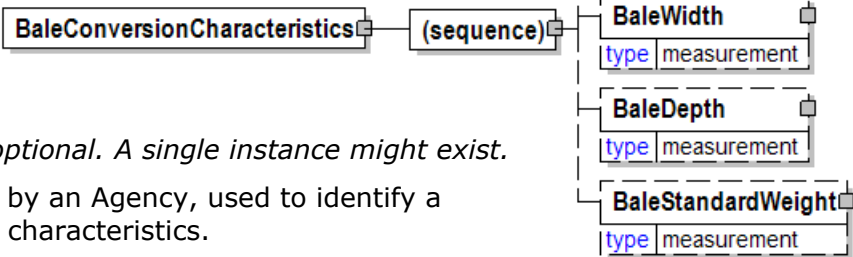 BaleConversionCharacteristics
(sequence)
BaleWidth
type measurement
BaleDepth
type measurement
BaleStandardWeight
type measurement
optional. A single instance might exist.
by an Agency, used to identify a
characteristics.